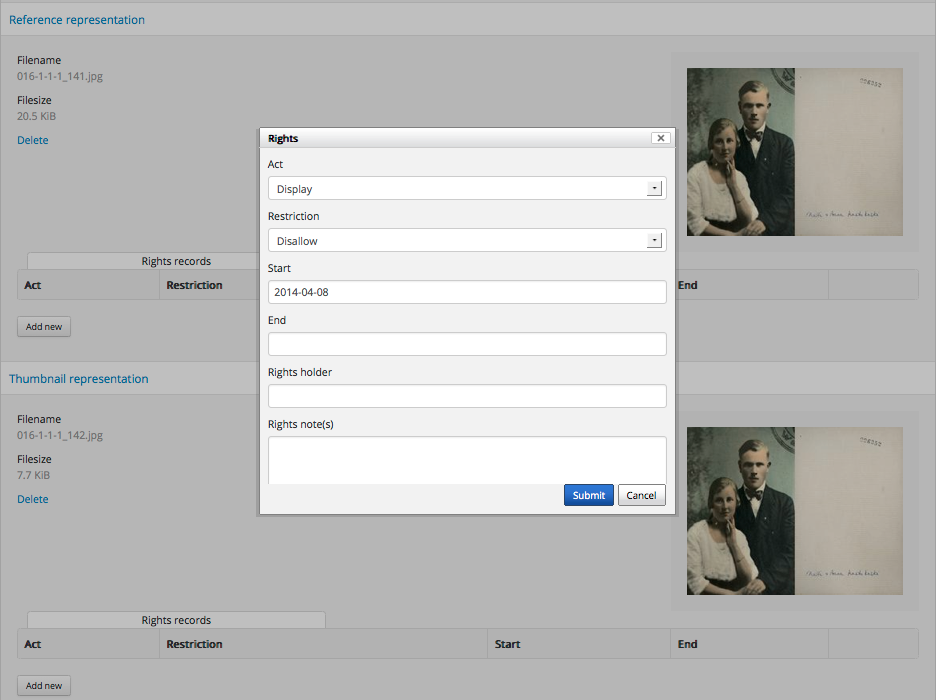 Reference representation
Filename
016-1-1-1_141.jpg
Filesize
20.5 KiB
Delete
Rights records
Act Restriction End
Add new
Rights
Act
Display
Restriction
Disallow
Start
2014-04-08
End
Rights holder
Rights note(s)
Submit Cancel
Thumbnail representation
Filename
016-1-1-1_142.jpg
Filesize
7.7 KiB
Delete
Rights records
Act Restriction Start End
Add new